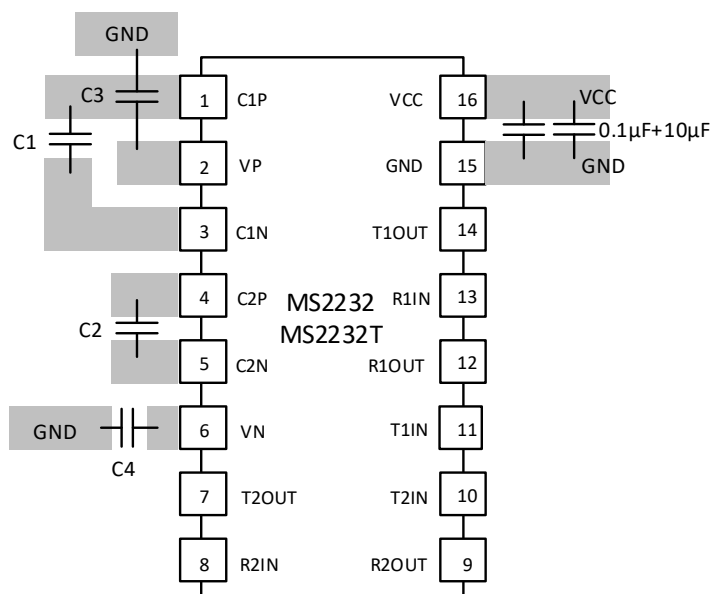 GND
1 C1P VCC 16 VCC
C3
C1
0.1μF+10μF
2 VP GND 15 GND
3 C1N T1OUT 14
4 C2P R1IN 13
MS2232
MS2232T
C2
5 C2N R1OUT 12
GND 6 VN T1IN 11
C4
7 T2OUT T2IN 10
8 R2IN R2OUT 9